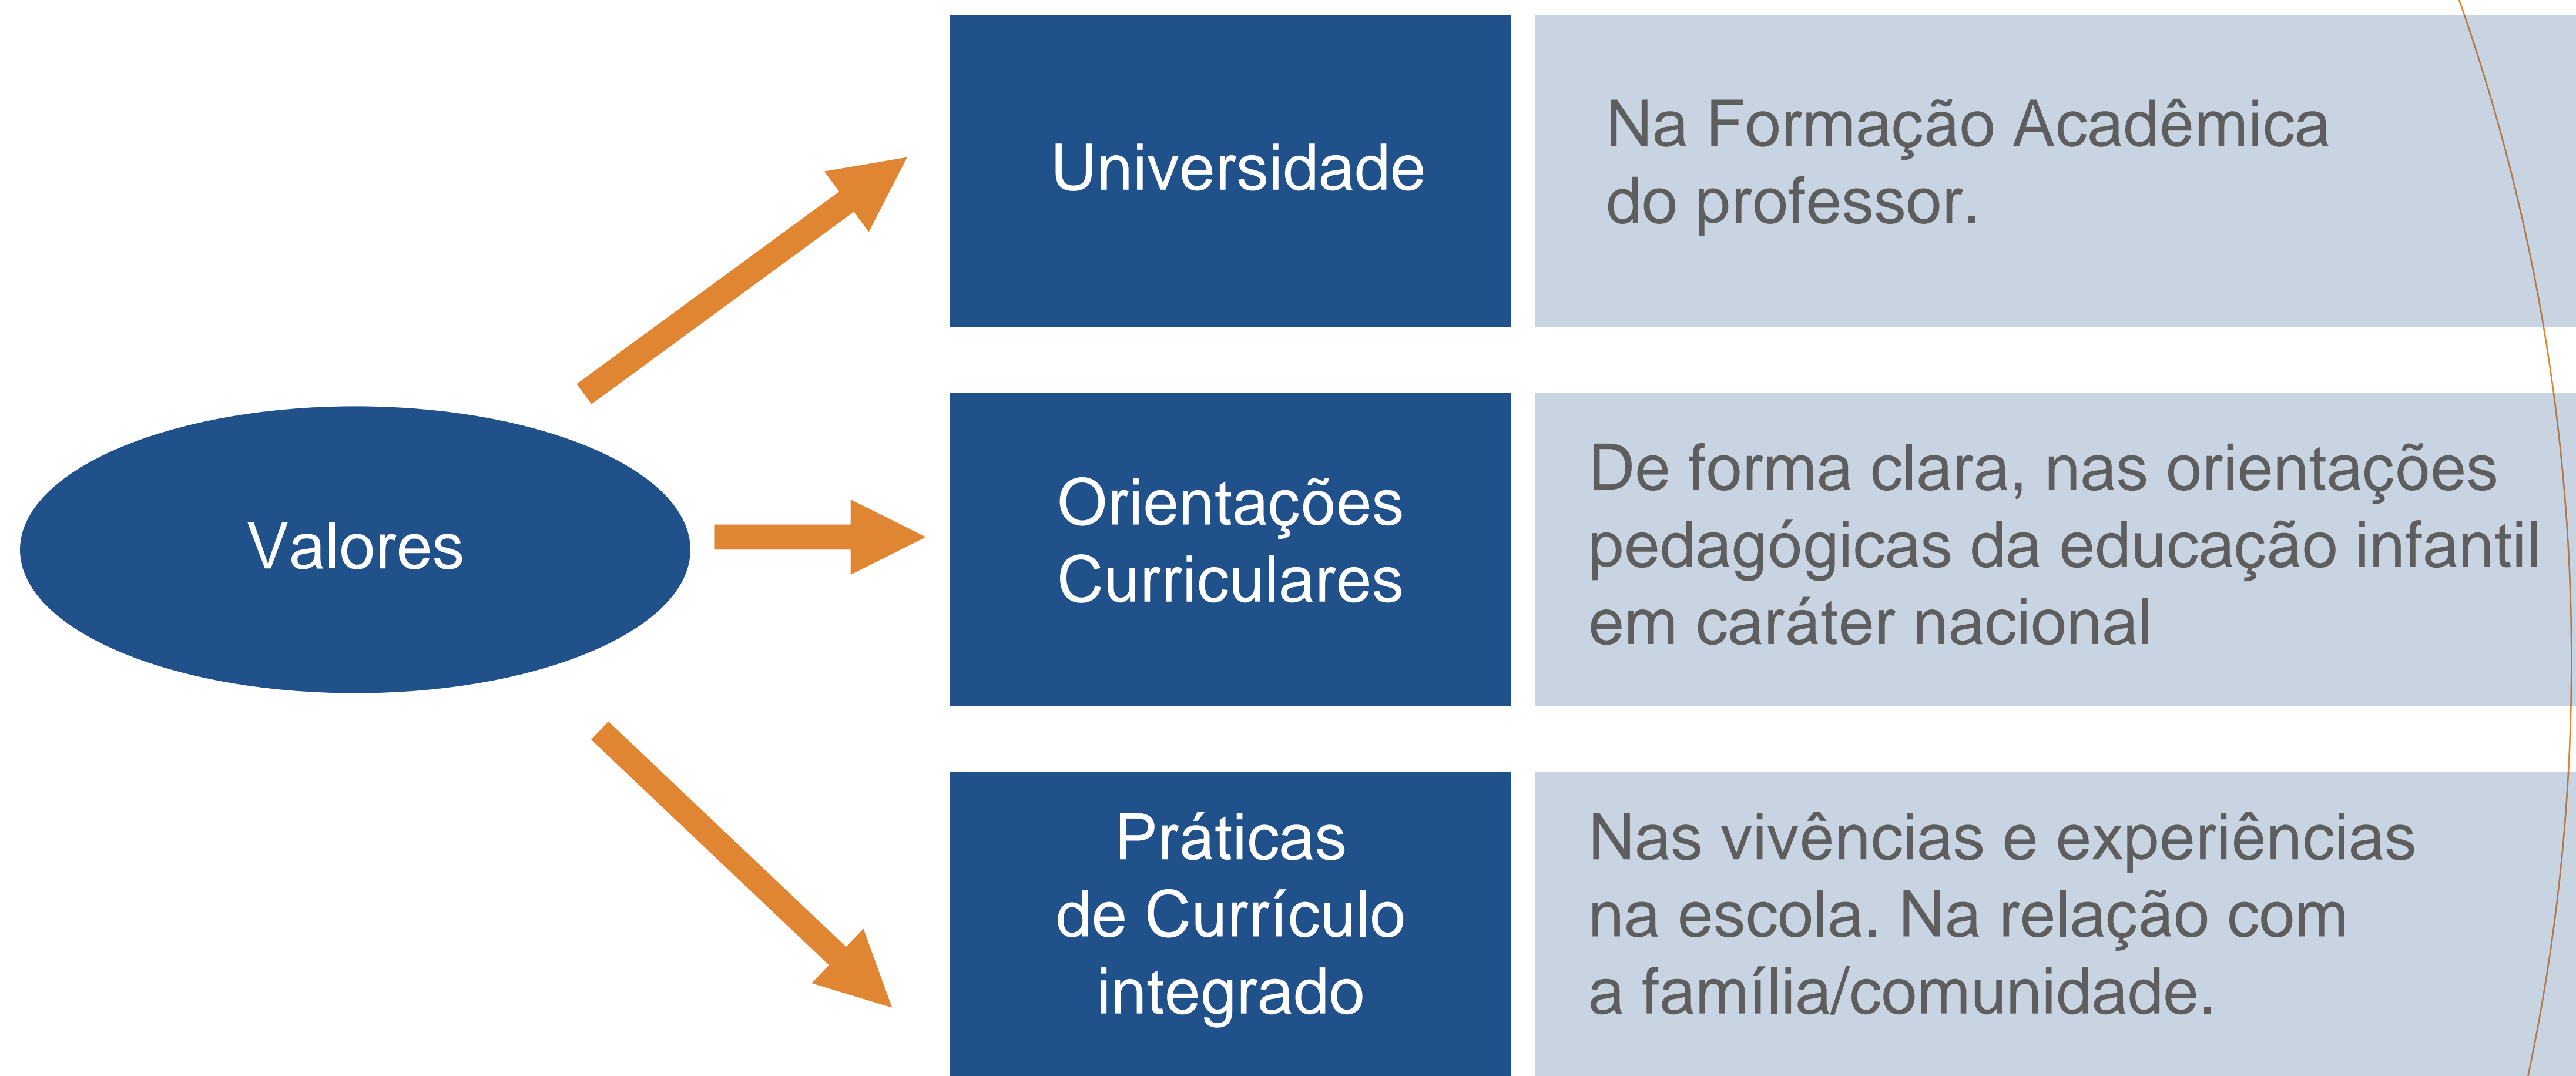 Valores
Universidade
Na Formação Acadêmica
do professor.
Orientações
Curriculares
De forma clara, nas orientações
pedagógicas da educação infantil
em caráter nacional
Práticas
de Currículo
integrado
Nas vivências e experiências
na escola. Na relação com
a família/comunidade.